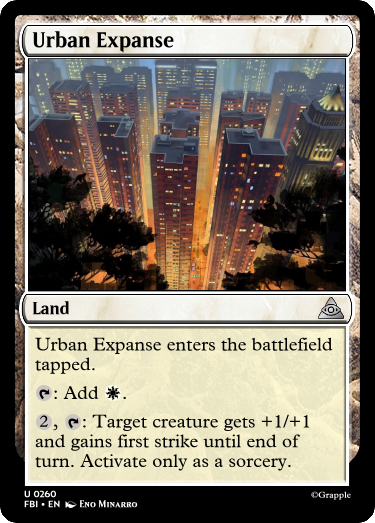 Urban Expanse
Land
Urban Expanse enters the battlefield
tapped.
: Add .
2, : Target creature gets +1/+1
and gains first strike until end of
turn. Activate only as a sorcery.
U 0260
FBI • EN Eno Minarro
©Grapple